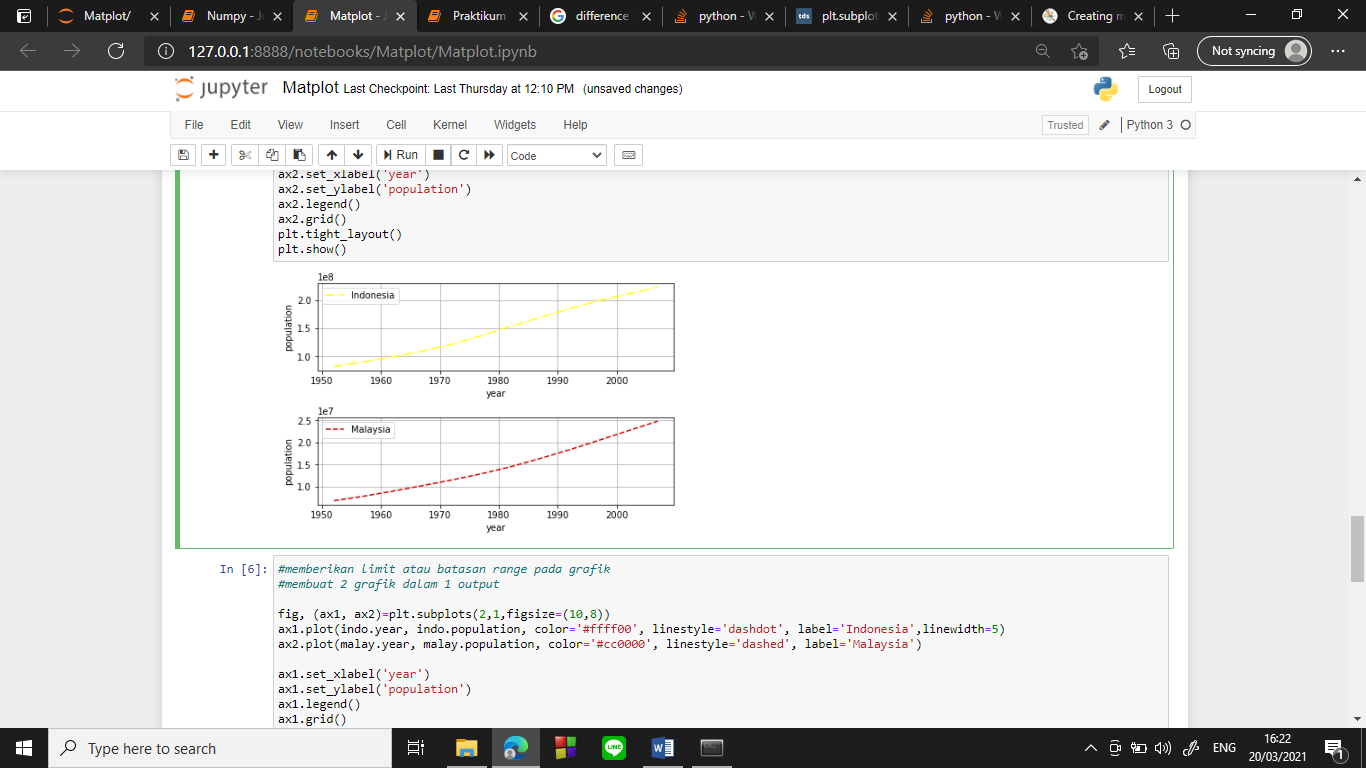 Matplot/
Numpy - Ju
Matplot - J
Praktikum
difference
python - W
plt.subplot
python - W
Creating m
127.0.0.1:8888/notebooks/Matplot/Matplot.ipynb
Not syncing
jupyter Matplot Last Checkpoint: Last Thursday at 12:10 PM (unsaved changes)
Logout
File Edit View Insert Cell Kernel Widgets Help
Trusted
Python 3
Run
Code
ax2.set_xlabel('year')
ax2.set_ylabel('population')
ax2.legend()
ax2.grid()
plt.tight_layout()
plt.show()
1e8
Indonesia
2.0
1.5
1.0
population
1950 1960 1970 1980 1990 2000
year
1e7
Malaysia
2.5
2.0
1.5
1.0
population
1950 1960 1970 1980 1990 2000
year
In [6]:
#memberikan limit atau batasan range pada grafik
#membuat 2 grafik dalam 1 output
fig, (ax1, ax2)=plt.subplots(2,1,figsize=(10,8))
ax1.plot(indo.year, indo.population, color='#ffff00', linestyle='dashdot', label='Indonesia',linewidth=5)
ax2.plot(malay.year, malay.population, color='#cc0000', linestyle='dashed', label='Malaysia')
ax1.set_xlabel('year')
ax1.set_ylabel('population')
ax1.legend()
ax1.grid()
Type here to search
ENG
16:22
20/03/2021
1